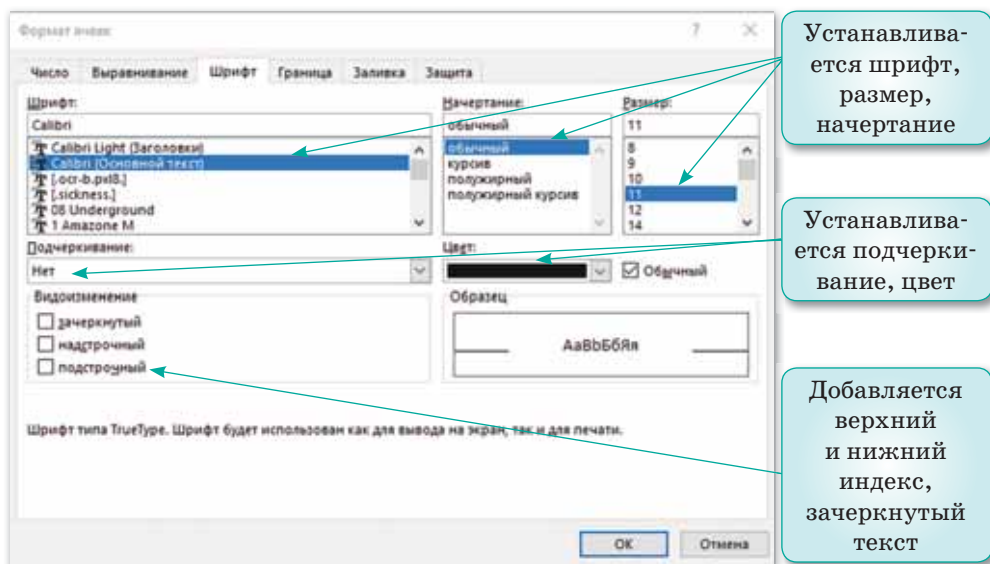 Формат ячеек
Число Выравнивание Шрифт Граница Заливка Защита
Шрифт: Начертание: Размер:
Calibri обычный 11
Calibri Light (Заголовки) обычный 8
Calibri (Основной текст) курсив 9
[.ocr-b.pxl8.] полужирный 10
[.sickness.] полужирный курсив 11
08 Underground 12
1 Amazone M 14
Подчеркивание: Цвет:
Нет Обычный
Видоизменение Образец
зачеркнутый
надстрочный АаВbБбЯя
подстрочный
Шрифт типа TrueType. Шрифт будет использован как для вывода на экран, так и для печати.
ОК Отмена
Устанавлива-
ется шрифт,
размер,
начертание
Устанавлива-
ется подчерки-
вание, цвет
Добавляется
верхний
и нижний
индекс,
зачеркнутый
текст